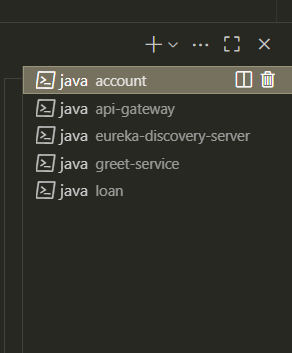 java account
java api-gateway
java eureka-discovery-server
java greet-service
java loan